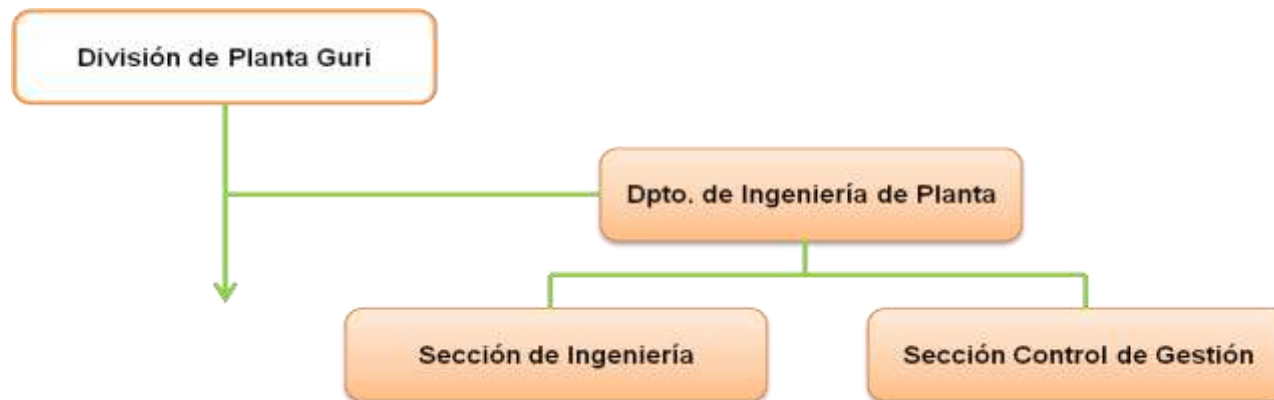 División de Planta Guri
Dpto. de Ingeniería de Planta
Sección de Ingeniería
Sección Control de Gestión